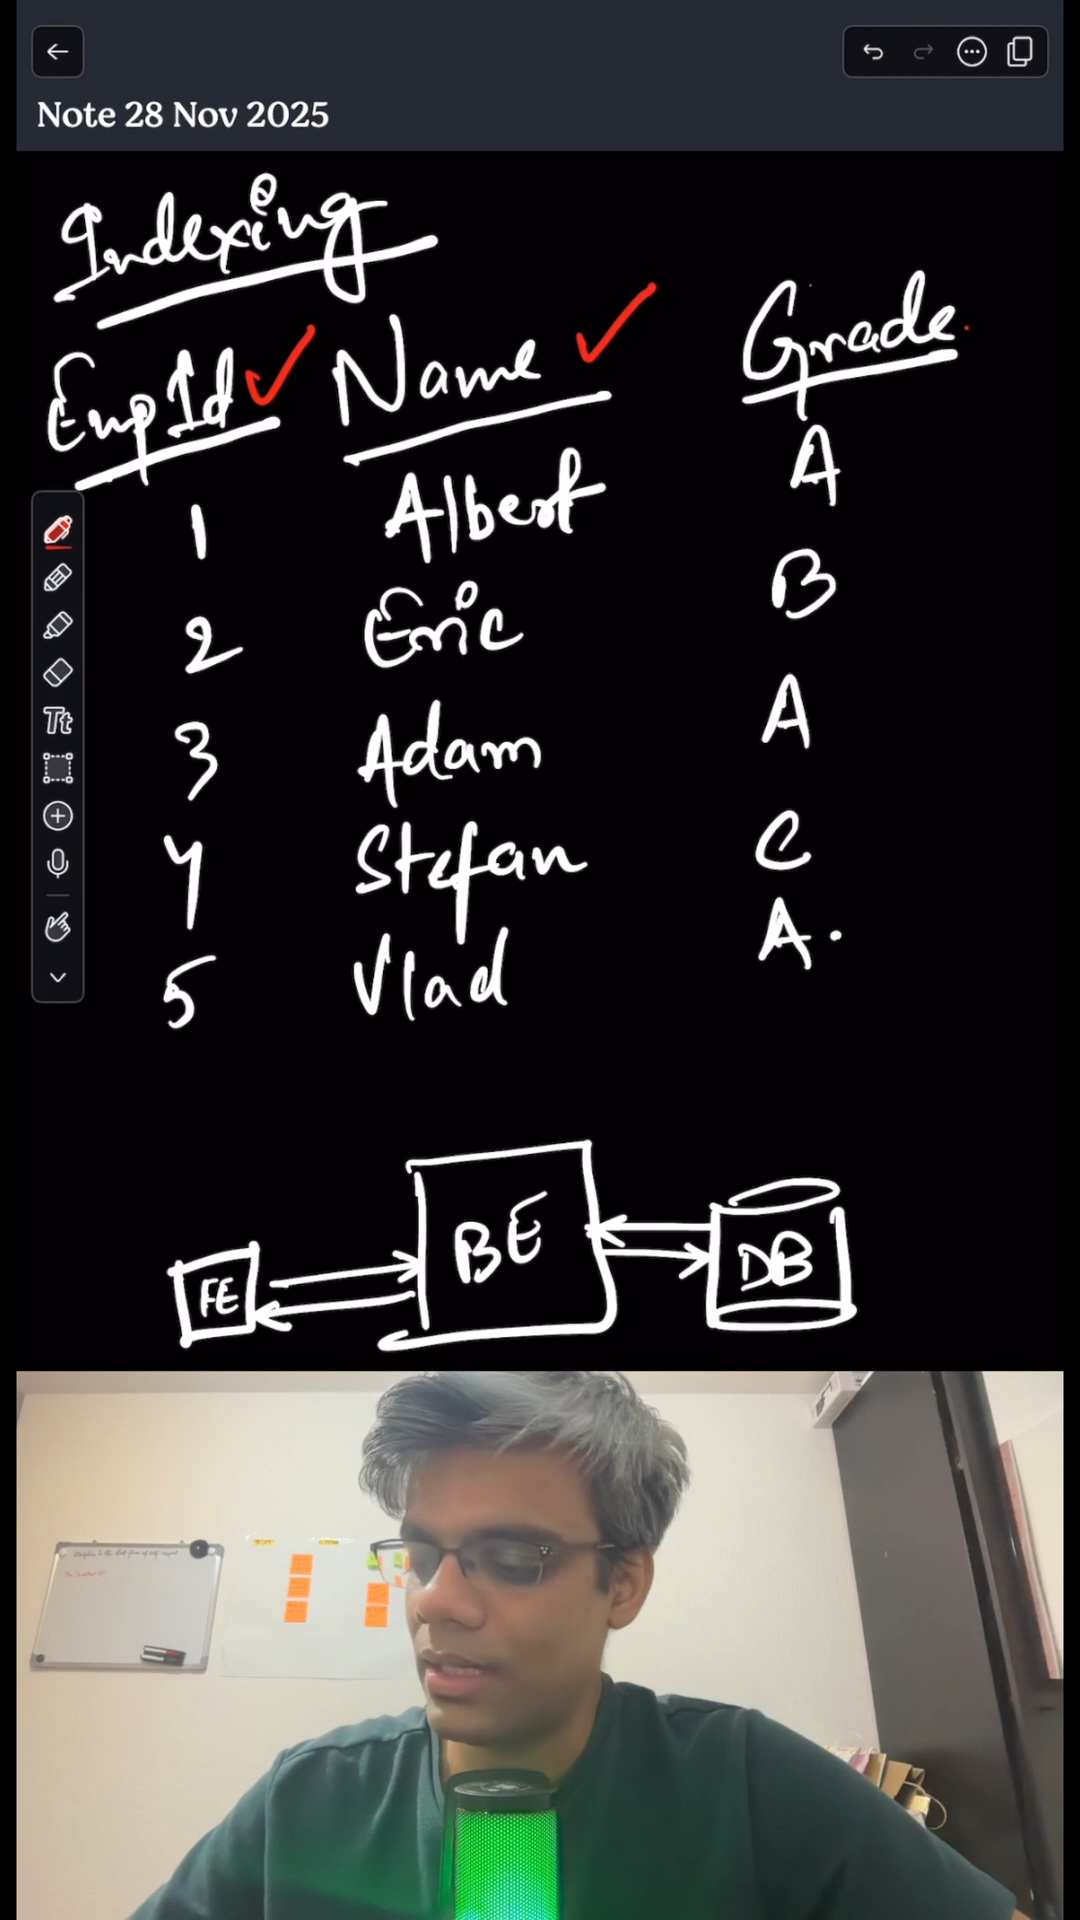 Note 28 Nov 2025
Indexing
EmpId Name Grade
1 Albert A
2 Eric B
3 Adam A
4 Stefan C
5 Vlad A.
FE BE DB
Tt